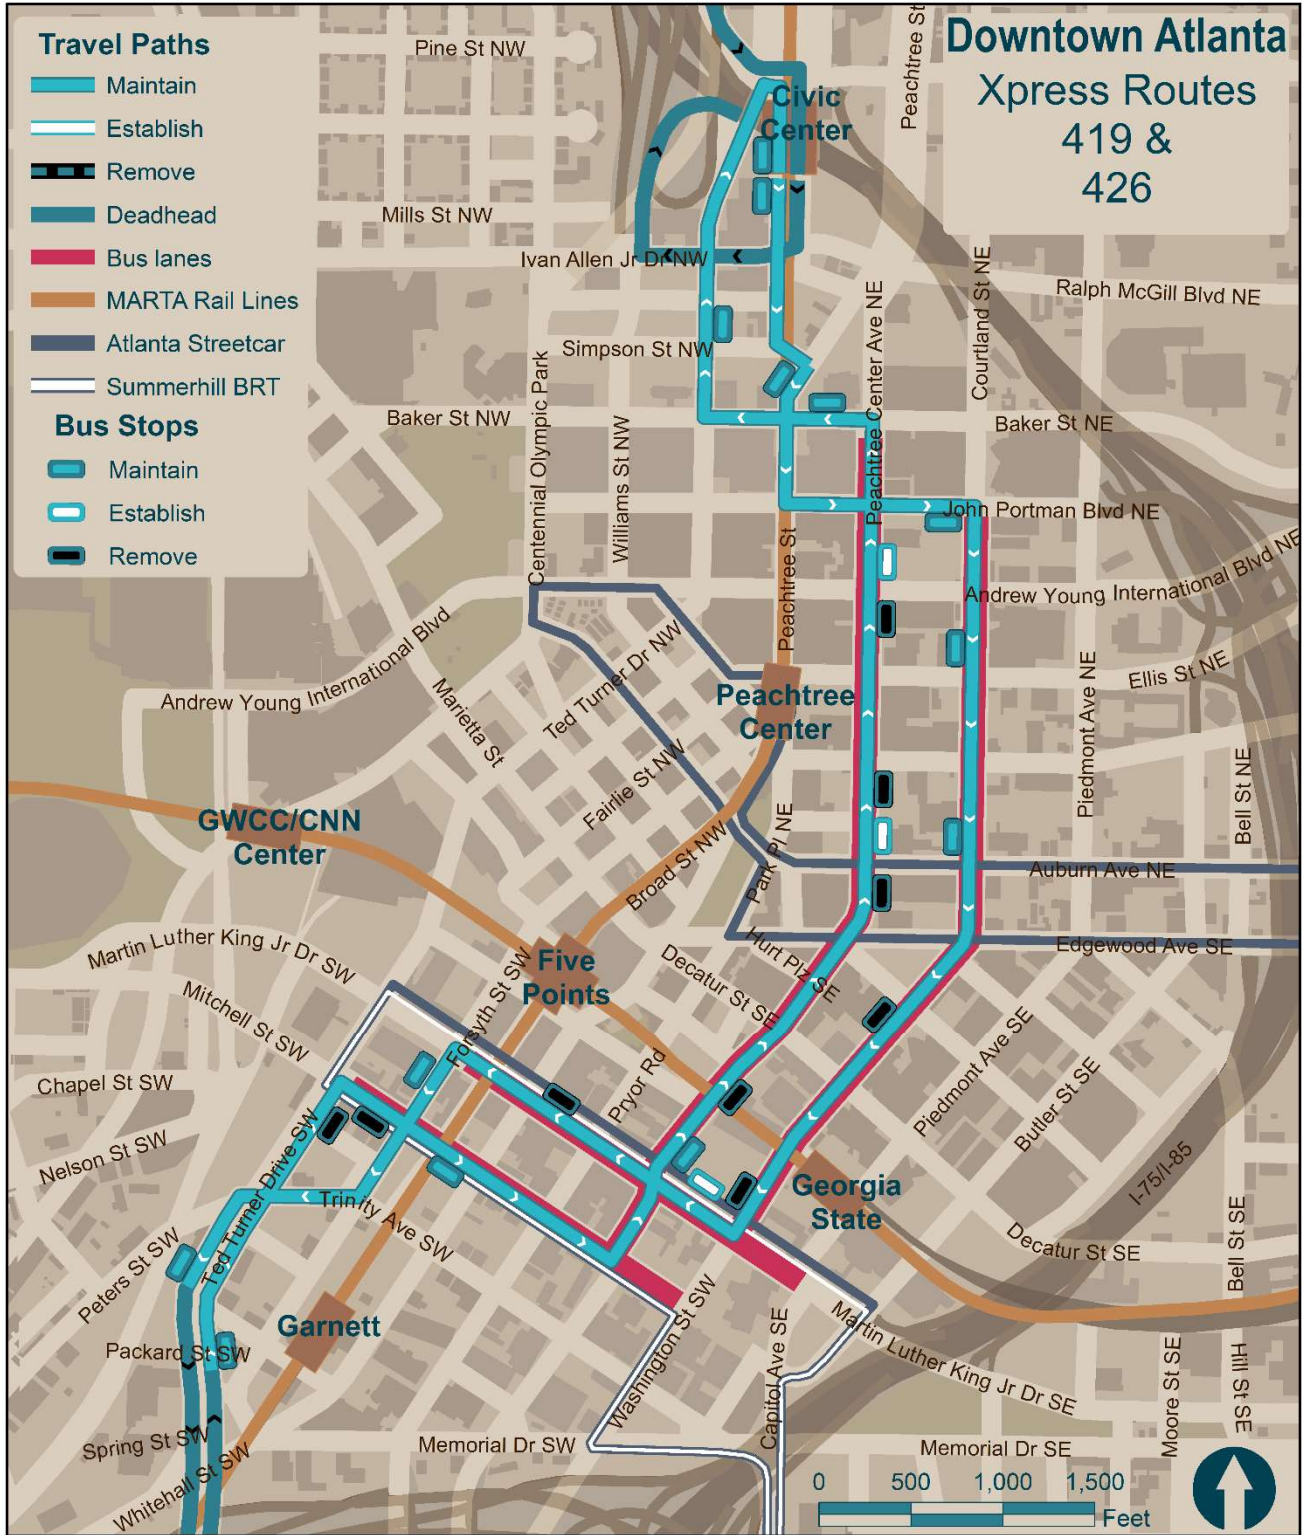 Travel Paths
Maintain
Establish
Remove
Deadhead
Bus lanes
MARTA Rail Lines
Atlanta Streetcar
Summerhill BRT
Bus Stops
Maintain
Establish
Remove
Downtown Atlanta
Xpress Routes
419 &
426
Pine St NW
Civic
Center
Peachtree St
Mills St NW
Ivan Allen Jr Dr NW
Ralph McGill Blvd NE
Courtland St NE
Peachtree Center Ave NE
Simpson St NW
Centennial Olympic Park
Williams St NW
Baker St NW
Baker St NE
John Portman Blvd NE
Peachtree St
Andrew Young International Blvd NE
Andrew Young International Blvd
Marietta St
Ted Turner Dr NW
Ellis St NE
Piedmont Ave NE
Peachtree
Center
Fairlie St NW
Bell St NE
GWCC/CNN
Center
Broad St NW
Park Pl NE
Auburn Ave NE
Edgewood Ave SE
Martin Luther King Jr Dr SW
Mitchell St SW
Five
Points
Forsyth St SW
Hurt Plz SE
Decatur St SE
Pryor Rd
Piedmont Ave SE
Butler St SE
Chapel St SW
Nelson St SW
Ted Turner Drive SW
Trinity Ave SW
Georgia
State
I-75/I-85
Decatur St SE
Bell St SE
Peters St SW
Garnett
Packard St SW
Washington St SW
Capitol Ave SE
Martin Luther King Jr Dr SE
Moore St SE
Hill St SE
Spring St SW
Whitehall St SW
Memorial Dr SW
Memorial Dr SE
0 500 1,000 1,500
Feet